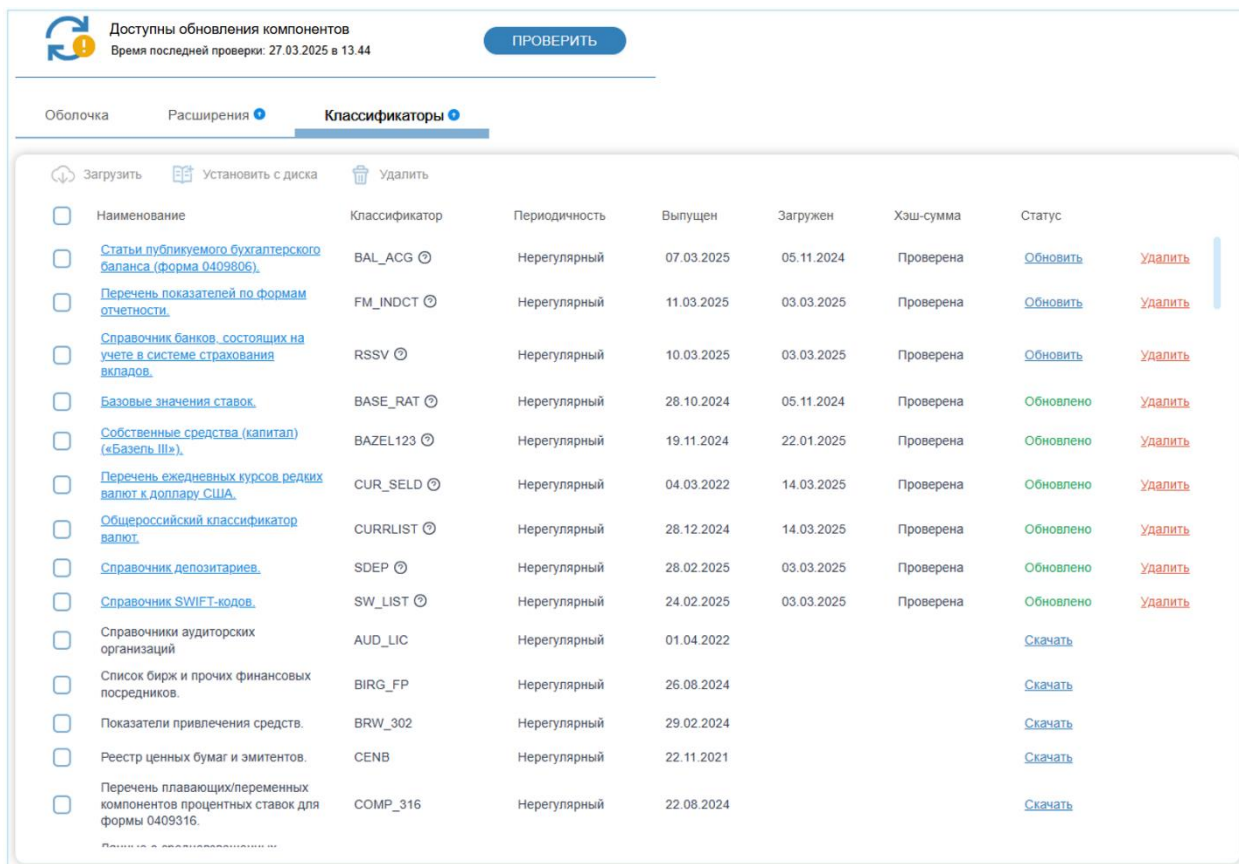 Доступны обновления компонентов
Время последней проверки: 27.03.2025 в 13.44
ПРОВЕРИТЬ
Оболочка Расширения Классификаторы
Загрузить Установить с диска Удалить
Наименование Классификатор Периодичность Выпущен Загружен Хэш-сумма Статус
Статьи публикуемого бухгалтерского
баланса (форма 0409806). BAL_ACG Нерегулярный 07.03.2025 05.11.2024 Проверена Обновить Удалить
Перечень показателей по формам
отчетности. FM_INDCT Нерегулярный 11.03.2025 03.03.2025 Проверена Обновить Удалить
Справочник банков, состоящих на
учете в системе страхования
вкладов. RSSV Нерегулярный 10.03.2025 03.03.2025 Проверена Обновить Удалить
Базовые значения ставок. BASE_RAT Нерегулярный 28.10.2024 05.11.2024 Проверена Обновлено Удалить
Собственные средства (капитал)
(«Базель III»). BAZEL123 Нерегулярный 19.11.2024 22.01.2025 Проверена Обновлено Удалить
Перечень ежедневных курсов редких
валют к доллару США. CUR_SELD Нерегулярный 04.03.2022 14.03.2025 Проверена Обновлено Удалить
Общероссийский классификатор
валют. CURRLIST Нерегулярный 28.12.2024 14.03.2025 Проверена Обновлено Удалить
Справочник депозитариев. SDEP Нерегулярный 28.02.2025 03.03.2025 Проверена Обновлено Удалить
Справочник SWIFT-кодов. SW_LIST Нерегулярный 24.02.2025 03.03.2025 Проверена Обновлено Удалить
Справочники аудиторских
организаций AUD_LIC Нерегулярный 01.04.2022 Скачать
Список бирж и прочих финансовых
посредников. BIRG_FP Нерегулярный 26.08.2024 Скачать
Показатели привлечения средств. BRW_302 Нерегулярный 29.02.2024 Скачать
Реестр ценных бумаг и эмитентов. CENB Нерегулярный 22.11.2021 Скачать
Перечень плавающих/переменных
компонентов процентных ставок для
формы 0409316. COMP_316 Нерегулярный 22.08.2024 Скачать